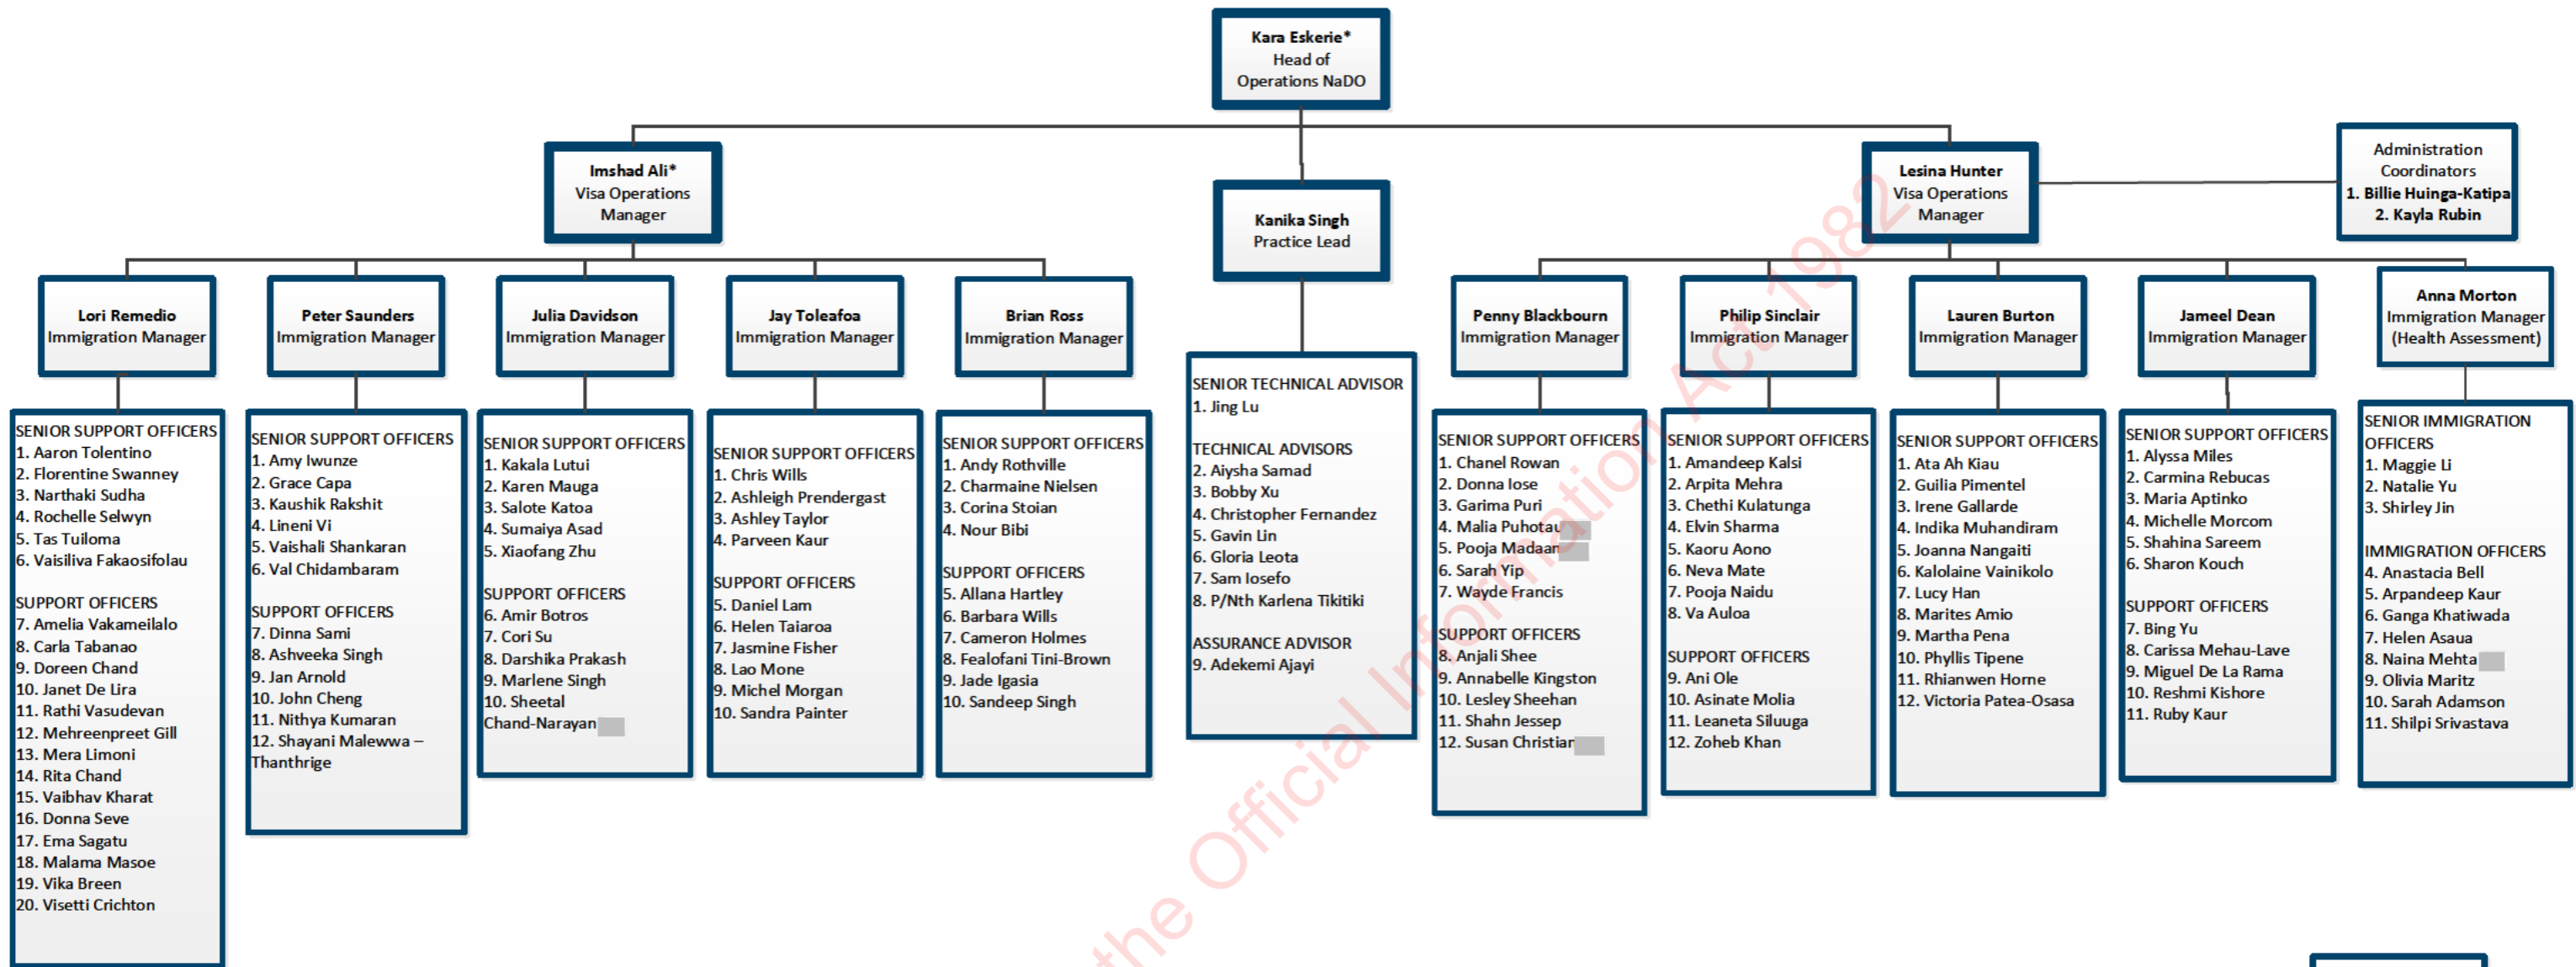 Kara Eskerie*
Head of
Operations NaDO
Imshad Ali*
Visa Operations
Manager
Kanika Singh
Practice Lead
Lesina Hunter
Visa Operations
Manager
Administration
Coordinators
1. Billie Huinga-Katipa
2. Kayla Rubin
Lori Remedio
Immigration Manager
Peter Saunders
Immigration Manager
Julia Davidson
Immigration Manager
Jay Toleafoa
Immigration Manager
Brian Ross
Immigration Manager
Penny Blackbourn
Immigration Manager
Philip Sinclair
Immigration Manager
Lauren Burton
Immigration Manager
Jameel Dean
Immigration Manager
Anna Morton
Immigration Manager
(Health Assessment)
SENIOR SUPPORT OFFICERS
1. Aaron Tolentino
2. Florentine Swanney
3. Narthaki Sudha
4. Rochelle Selwyn
5. Tas Tuiloma
6. Vaisiliva Fakaosifolau
SUPPORT OFFICERS
7. Amelia Vakameilalo
8. Carla Tabanao
9. Doreen Chand
10. Janet De Lira
11. Rathi Vasudevan
12. Mehreenpreet Gill
13. Mera Limoni
14. Rita Chand
15. Vaibhav Kharat
16. Donna Seve
17. Ema Sagatu
18. Malama Masoe
19. Vika Breen
20. Visetti Crichton
SENIOR SUPPORT OFFICERS
1. Amy Iwunze
2. Grace Capa
3. Kaushik Rakshit
4. Lineni Vi
5. Vaishali Shankaran
6. Val Chidambaram
SUPPORT OFFICERS
7. Dinna Sami
8. Ashveeka Singh
9. Jan Arnold
10. John Cheng
11. Nithya Kumaran
12. Shayani Malewwa –
Thanthrige
SENIOR SUPPORT OFFICERS
1. Kakala Lutui
2. Karen Mauga
3. Salote Katoa
4. Sumaiya Asad
5. Xiaofang Zhu
SUPPORT OFFICERS
6. Amir Botros
7. Cori Su
8. Darshika Prakash
9. Marlene Singh
10. Sheetal
Chand-Narayan
SENIOR SUPPORT OFFICERS
1. Chris Wills
2. Ashleigh Prendergast
3. Ashley Taylor
4. Parveen Kaur
SUPPORT OFFICERS
5. Daniel Lam
6. Helen Taiaroa
7. Jasmine Fisher
8. Lao Mone
9. Michel Morgan
10. Sandra Painter
SENIOR SUPPORT OFFICERS
1. Andy Rothville
2. Charmaine Nielsen
3. Corina Stoian
4. Nour Bibi
SUPPORT OFFICERS
5. Allana Hartley
6. Barbara Wills
7. Cameron Holmes
8. Fealofani Tini-Brown
9. Jade Igasia
10. Sandeep Singh
SENIOR TECHNICAL ADVISOR
1. Jing Lu
TECHNICAL ADVISORS
2. Aiysha Samad
3. Bobby Xu
4. Christopher Fernandez
5. Gavin Lin
6. Gloria Leota
7. Sam Iosefo
8. P/Nth Karlena Tikitiki
ASSURANCE ADVISOR
9. Adekemi Ajayi
SENIOR SUPPORT OFFICERS
1. Chanel Rowan
2. Donna Iose
3. Garima Puri
4. Malia Puhotau
5. Pooja Madaan
6. Sarah Yip
7. Wayde Francis
SUPPORT OFFICERS
8. Anjali Shee
9. Annabelle Kingston
10. Lesley Sheehan
11. Shahn Jessep
12. Susan Christian
SENIOR SUPPORT OFFICERS
1. Amandeep Kalsi
2. Arpita Mehra
3. Chethi Kulatunga
4. Elvin Sharma
5. Kaoru Aono
6. Neva Mate
7. Pooja Naidu
8. Va Auloa
SUPPORT OFFICERS
9. Ani Ole
10. Asinate Molia
11. Leaneta Siluuga
12. Zoheb Khan
SENIOR SUPPORT OFFICERS
1. Ata Ah Kiau
2. Guilia Pimentel
3. Irene Gallarde
4. Indika Muhandiram
5. Joanna Nangaiti
6. Kalolaine Vainikolo
7. Lucy Han
8. Marites Amio
9. Martha Pena
10. Phyllis Tipene
11. Rhianwen Horne
12. Victoria Patea-Osasa
SENIOR SUPPORT OFFICERS
1. Alyssa Miles
2. Carmina Rebucas
3. Maria Aptinko
4. Michelle Morcom
5. Shahina Sareem
6. Sharon Kouch
SUPPORT OFFICERS
7. Bing Yu
8. Carissa Mehau-Lave
9. Miguel De La Rama
10. Reshmi Kishore
11. Ruby Kaur
SENIOR IMMIGRATION
OFFICERS
1. Maggie Li
2. Natalie Yu
3. Shirley Jin
IMMIGRATION OFFICERS
4. Anastacia Bell
5. Arpandeep Kaur
6. Ganga Khatiwada
7. Helen Asaua
8. Naina Mehta
9. Olivia Maritz
10. Sarah Adamson
11. Shilpi Srivastava
the Official Information Act 1982